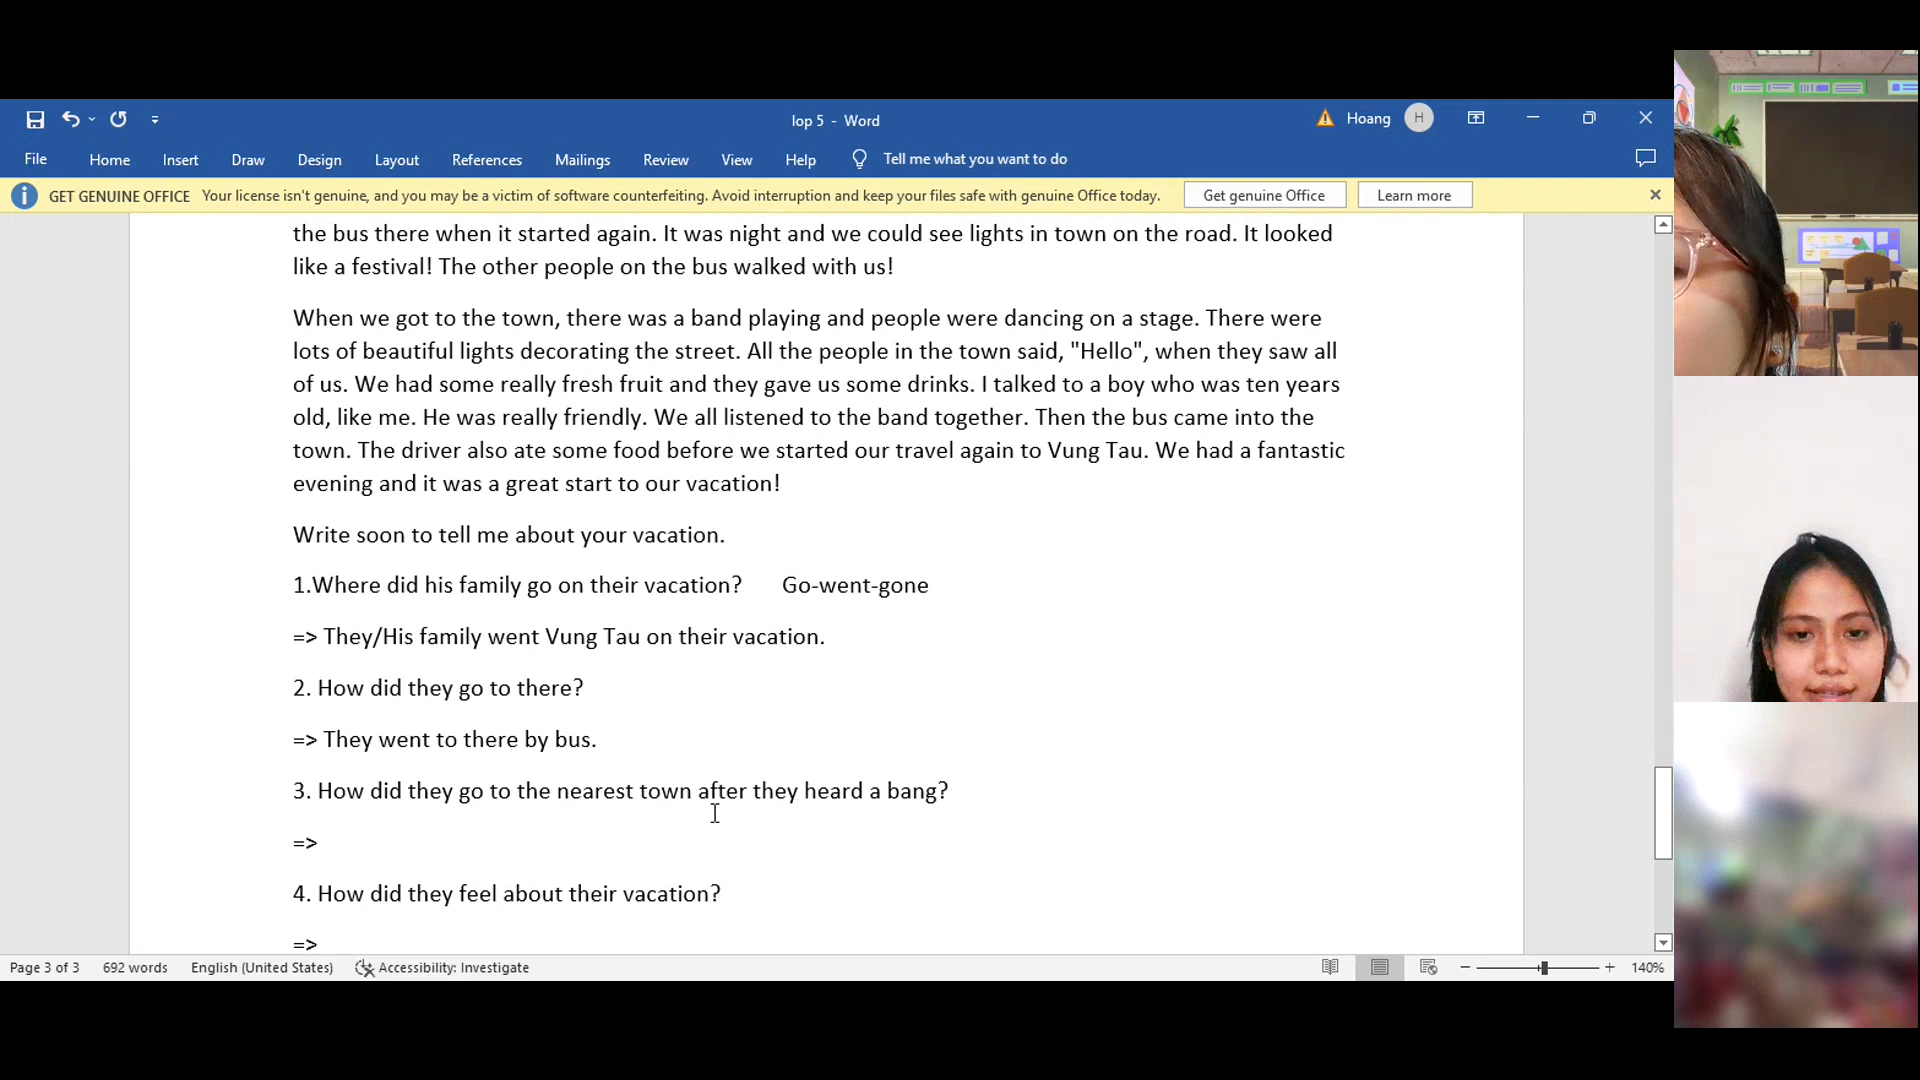 lop 5 - Word
Hoang
H
File Home Insert Draw Design Layout References Mailings Review View Help Tell me what you want to do
GET GENUINE OFFICE Your license isn't genuine, and you may be a victim of software counterfeiting. Avoid interruption and keep your files safe with genuine Office today. Get genuine Office Learn more
the bus there when it started again. It was night and we could see lights in town on the road. It looked
like a festival! The other people on the bus walked with us!
When we got to the town, there was a band playing and people were dancing on a stage. There were
lots of beautiful lights decorating the street. All the people in the town said, "Hello", when they saw all
of us. We had some really fresh fruit and they gave us some drinks. I talked to a boy who was ten years
old, like me. He was really friendly. We all listened to the band together. Then the bus came into the
town. The driver also ate some food before we started our travel again to Vung Tau. We had a fantastic
evening and it was a great start to our vacation!
Write soon to tell me about your vacation.
1.Where did his family go on their vacation? Go-went-gone
=> They/His family went Vung Tau on their vacation.
2. How did they go to there?
=> They went to there by bus.
3. How did they go to the nearest town after they heard a bang?
=>
4. How did they feel about their vacation?
=>
Page 3 of 3 692 words English (United States) Accessibility: Investigate 140%